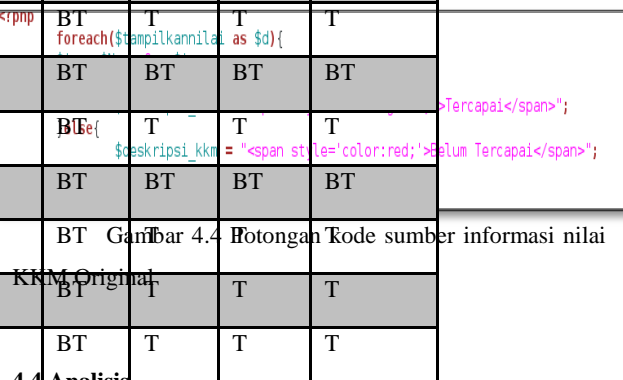 BT T T T
foreach($tampilkannilai as $d){
BT BT BT BT
>Tercapai</span>";
BT T T T
}else{
$deskripsi_kkm = "<span style='color:red;'>Belum Tercapai</span>";
BT BT BT BT
BT T T T
Gambar 4.4 Potongan kode sumber informasi nilai
KKM Original
BT T T T
BT T T T
4.4 Analisis